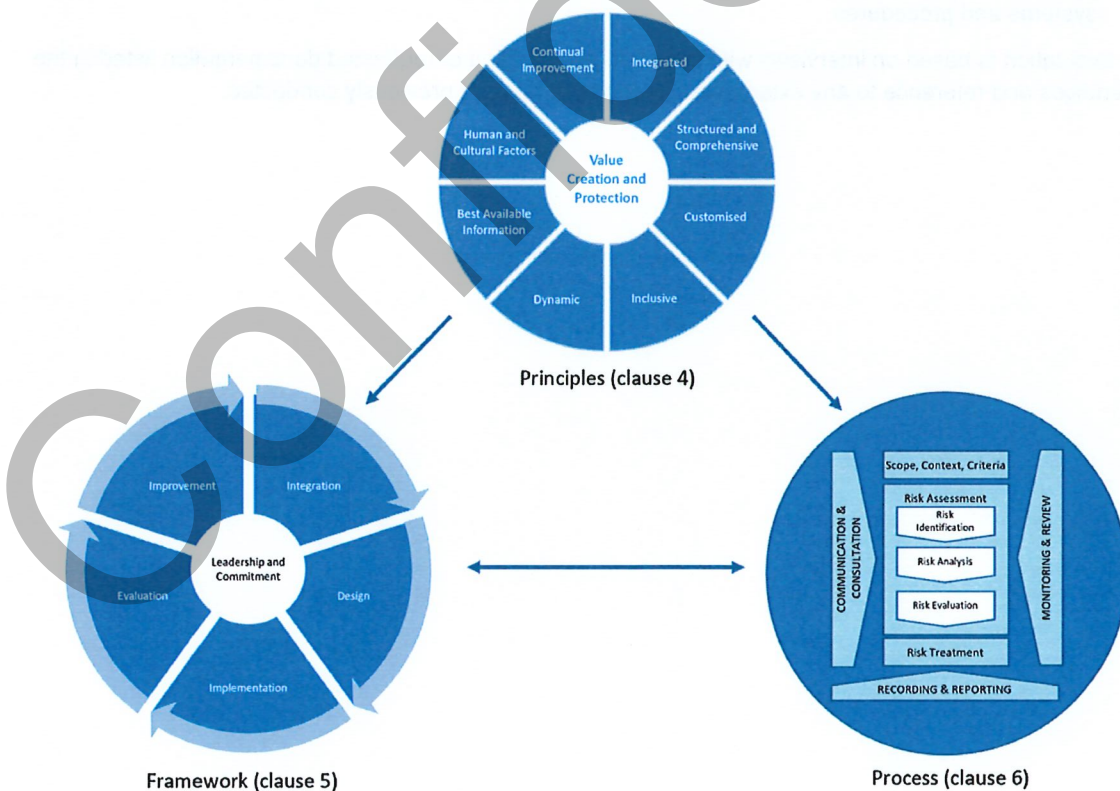 Continual
Improvement
Integrated
Human and
Cultural Factors
Structured and
Comprehensive
Value
Creation and
Protection
Best Available
Information
Customised
Dynamic
Inclusive
Principles (clause 4)
Improvement
Integration
Leadership and
Commitment
Evaluation
Design
Implementation
Framework (clause 5)
Scope, Context, Criteria
COMMUNICATION &
CONSULTATION
Risk Assessment
Risk
Identification
Risk Analysis
Risk Evaluation
MONITORING & REVIEW
Risk Treatment
RECORDING & REPORTING
Process (clause 6)